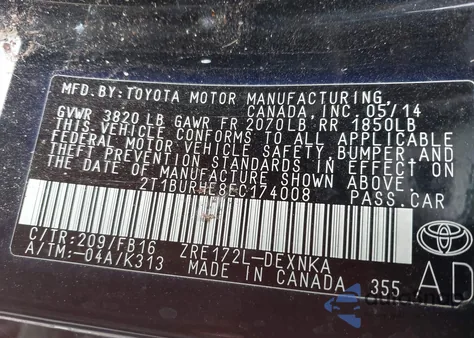 MFD. BY: TOYOTA MOTOR MANUFACTURING,
CANADA, INC. 05/14
GVWR 3820 LB GAWR FR 2070LB RR 1850LB
THIS VEHICLE CONFORMS TO ALL APPLICABLE
FEDERAL MOTOR VEHICLE SAFETY, BUMPER, AND
THEFT PREVENTION STANDARDS IN EFFECT ON
THE DATE OF MANUFACTURE SHOWN ABOVE.
PASS. CAR
C/TR: 209/FB16 ZRE172L-DEXNKA
A/TM: -04A/K313 MADE IN CANADA 355
AD